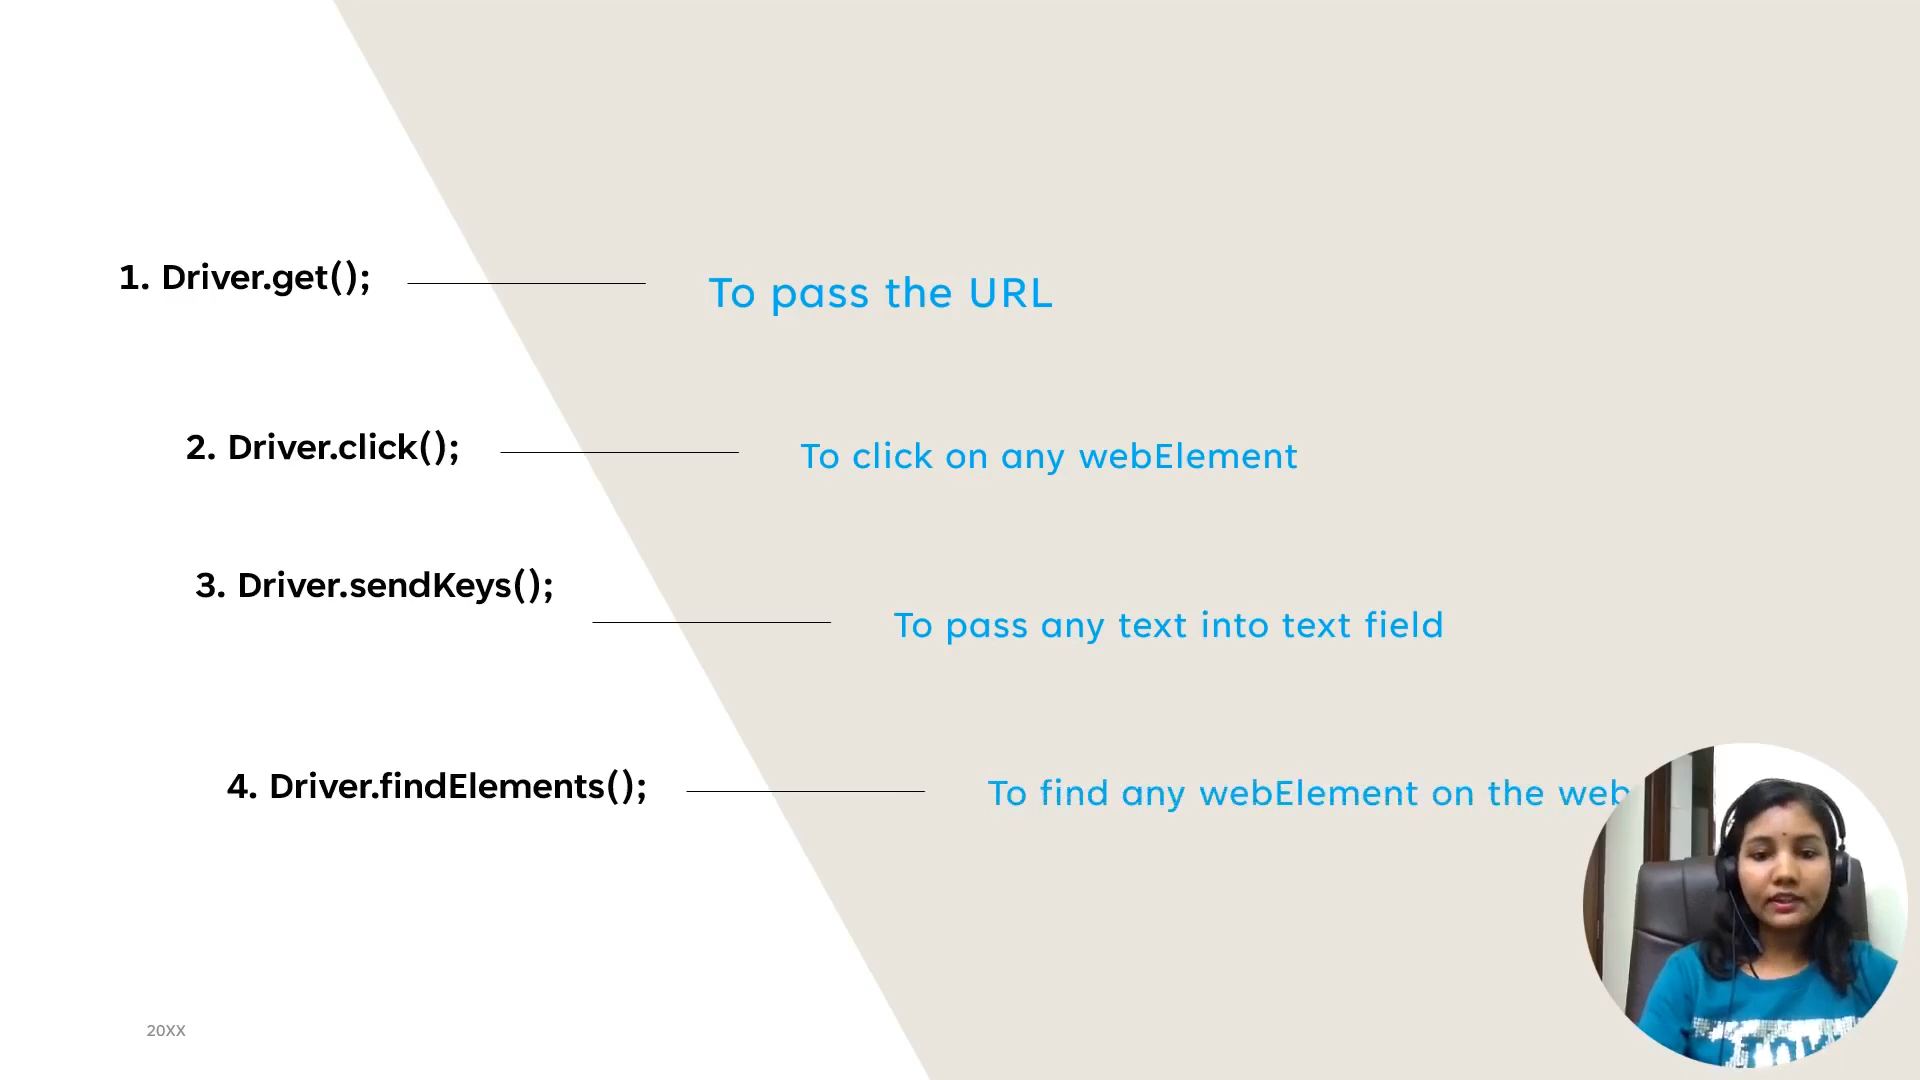 1. Driver.get();
To pass the URL
2. Driver.click();
To click on any webElement
3. Driver.sendKeys();
To pass any text into text field
4. Driver.findElements();
To find any webElement on the web
20XX